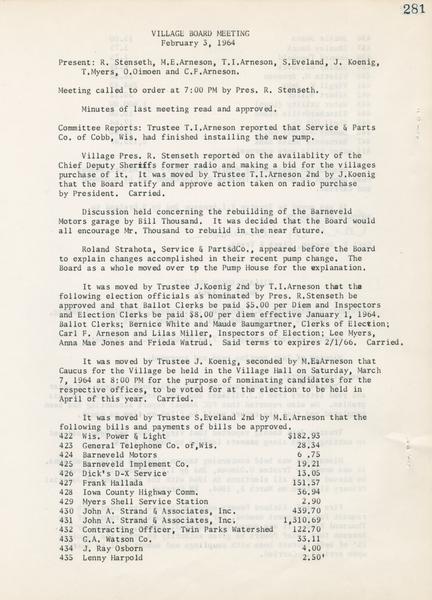 281
VILLAGE BOARD MEETING
February 3, 1964
Present: R. Stenseth, M.E.Arneson, T.I.Arneson, S.Eveland, J. Koenig,
T.Myers, O.Oimoen and C.F.Arneson.
Meeting called to order at 7:00 PM by Pres. R. Stenseth.
Minutes of last meeting read and approved.
Committee Reports: Trustee T.I.Arneson reported that Service & Parts
Co. of Cobb, Wis. had finished installing the new pump.
Village Pres. R. Stenseth reported on the availability of the
Chief Deputy Sheriffs former radio and making a bid for the villages
purchase of it. It was moved by Trustee T.I.Arneson 2nd by J.Koenig
that the Board ratify and approve action taken on radio purchase
by President. Carried.
Discussion held concerning the rebuilding of the Barneveld
Motors garage by Bill Thousand. It was decided that the Board would
all encourage Mr. Thousand to rebuild in the near future.
Roland Strahota, Service & PartsdCo., appeared before the Board
to explain changes accomplished in their recent pump change. The
Board as a whole moved over to the Pump House for the explanation.
It was moved by Trustee J.Koenig 2nd by T.I.Arneson that the
following election officials as nominated by Pres. R.Stenseth be
approved and that Ballot Clerks be paid $5.00 per Diem and Inspectors
and Election Clerks be paid $8.00 per diem effective January 1, 1964.
Ballot Clerks; Bernice White and Maude Baumgartner, Clerks of Election;
Carl F. Arneson and Lilas Miller, Inspectors of Election; Lee Myers,
Anna Mae Jones and Frieda Watrud. Said terms to expires 2/1/66. Carried.
It was moved by Trustee J. Koenig, seconded by M.E.Arneson that
Caucus for the Village be held in the Village Hall on Saturday, March
7, 1964 at 8:00 PM for the purpose of nominating candidates for the
respective offices, to be voted for at the election to be held in
April of this year. Carried.
It was moved by Trustee S.Eveland 2nd by M.E.Arneson that the
following bills and payments of bills be approved.
422 Wis. Power & Light $182.93
423 General Telephone Co. of,Wis. 28.34
424 Barneveld Motors 6.75
425 Barneveld Implement Co. 19.21
426 Dick's D-X Service 13.05
427 Frank Hallada 151.57
428 Iowa County Highway Comm. 36.94
429 Myers Shell Service Station 2.90
430 John A. Strand & Associates, Inc. 439.70
431 John A. Strand & Associates, Inc. 1,310.69
432 Contracting Officer, Twin Parks Watershed 122.70
433 G.A. Watson Co. 33.11
434 J. Ray Osborn 4.00
435 Lenny Harpold 2.50